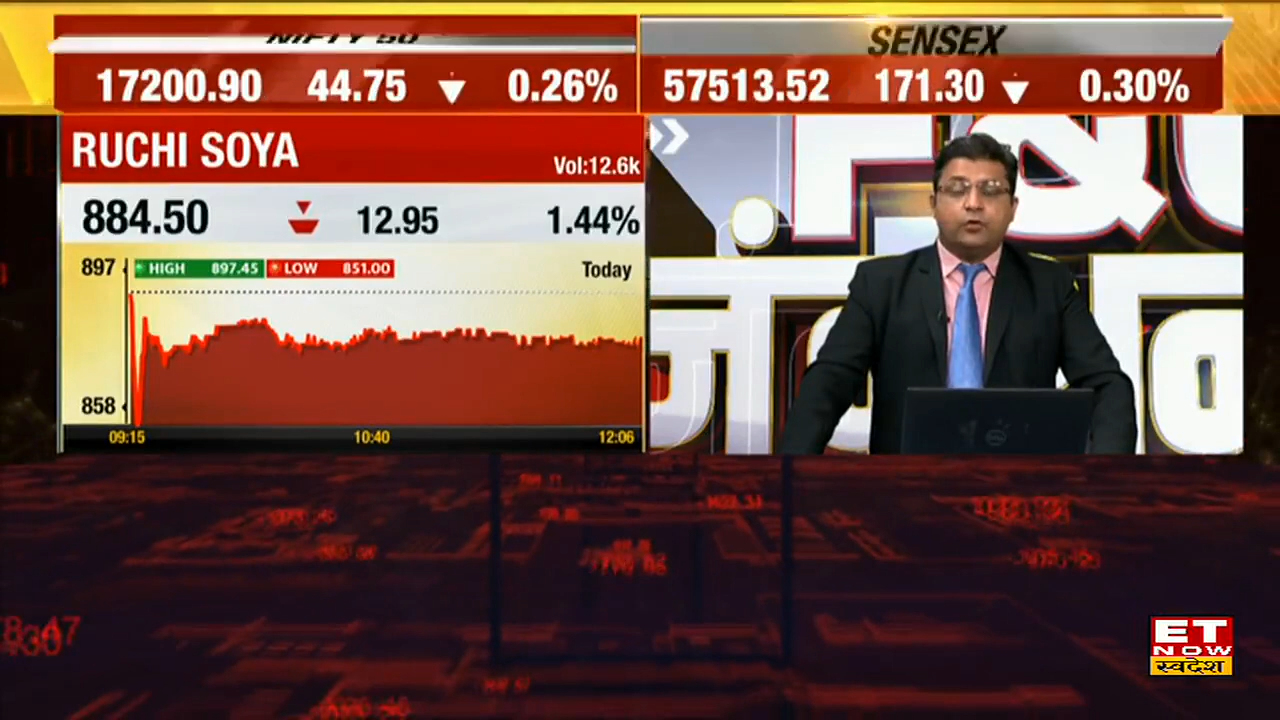 NIFTY 50
17200.90 44.75 0.26%
SENSEX
57513.52 171.30 0.30%
RUCHI SOYA
Vol:12.6k
884.50 12.95 1.44%
897
HIGH 897.45 LOW 851.00 Today
858
09:15 10:40 12:06
ET
NOW
स्वदेश